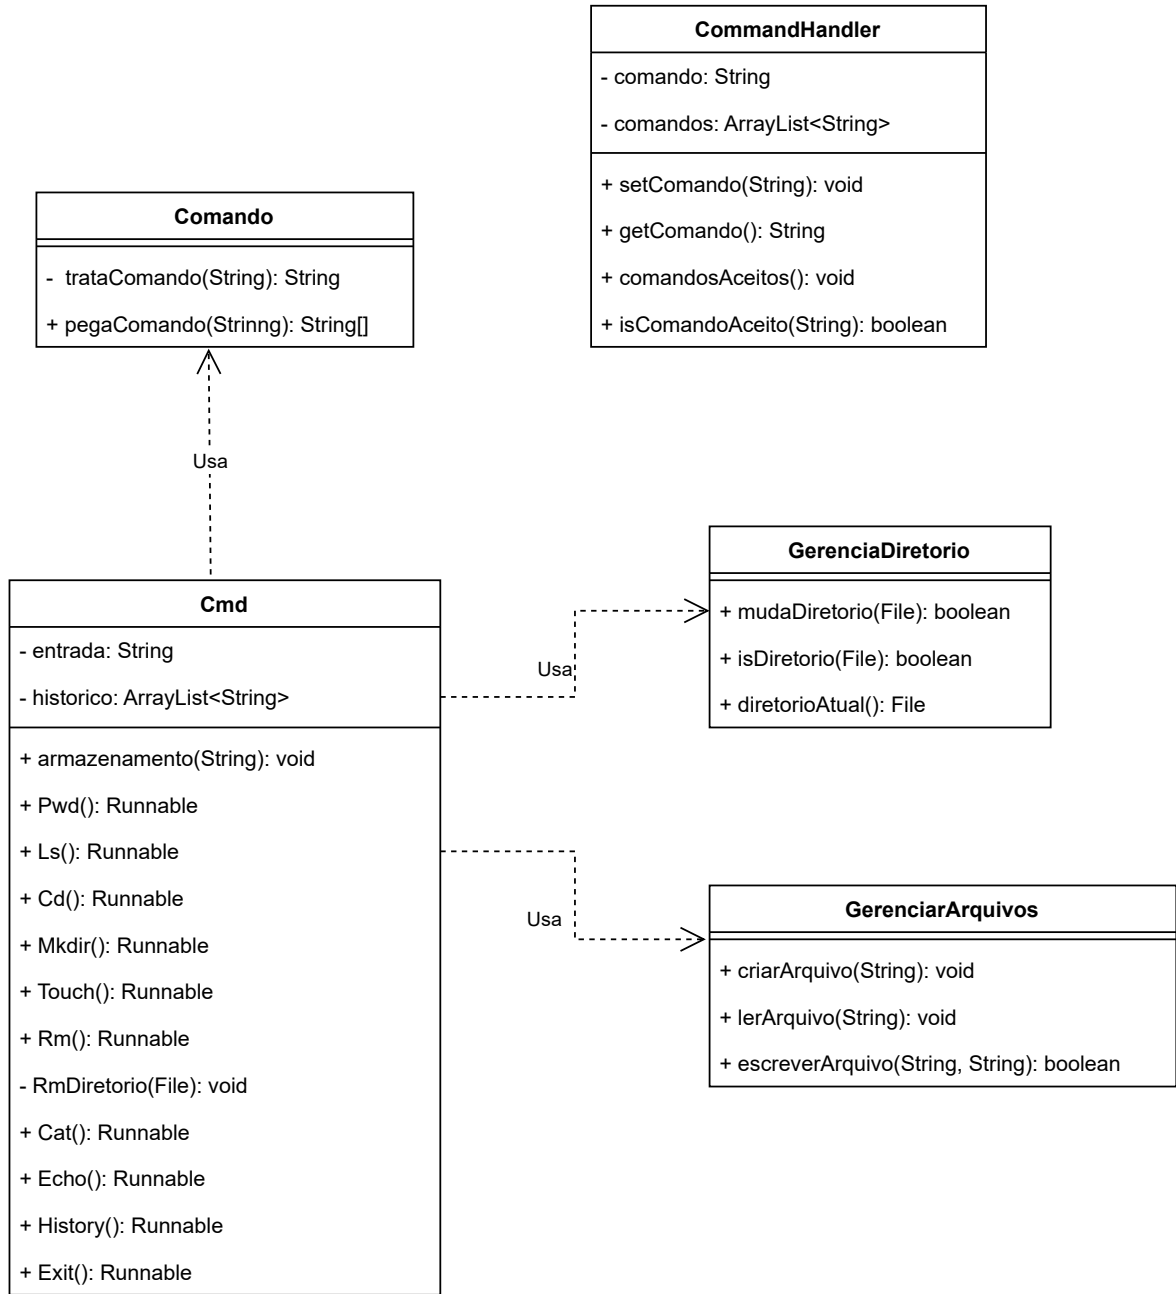 CommandHandler
- comando: String
- comandos: ArrayList<String>
+ setComando(String): void
+ getComando(): String
+ comandosAceitos(): void
+ isComandoAceito(String): boolean
Comando
- trataComando(String): String
+ pegaComando(Strinng): String[]
Usa
Cmd
- entrada: String
- historico: ArrayList<String>
+ armazenamento(String): void
+ Pwd(): Runnable
+ Ls(): Runnable
+ Cd(): Runnable
+ Mkdir(): Runnable
+ Touch(): Runnable
+ Rm(): Runnable
- RmDiretorio(File): void
+ Cat(): Runnable
+ Echo(): Runnable
+ History(): Runnable
+ Exit(): Runnable
Usa
GerenciaDiretorio
+ mudaDiretorio(File): boolean
+ isDiretorio(File): boolean
+ diretorioAtual(): File
Usa
GerenciarArquivos
+ criarArquivo(String): void
+ lerArquivo(String): void
+ escreverArquivo(String, String): boolean